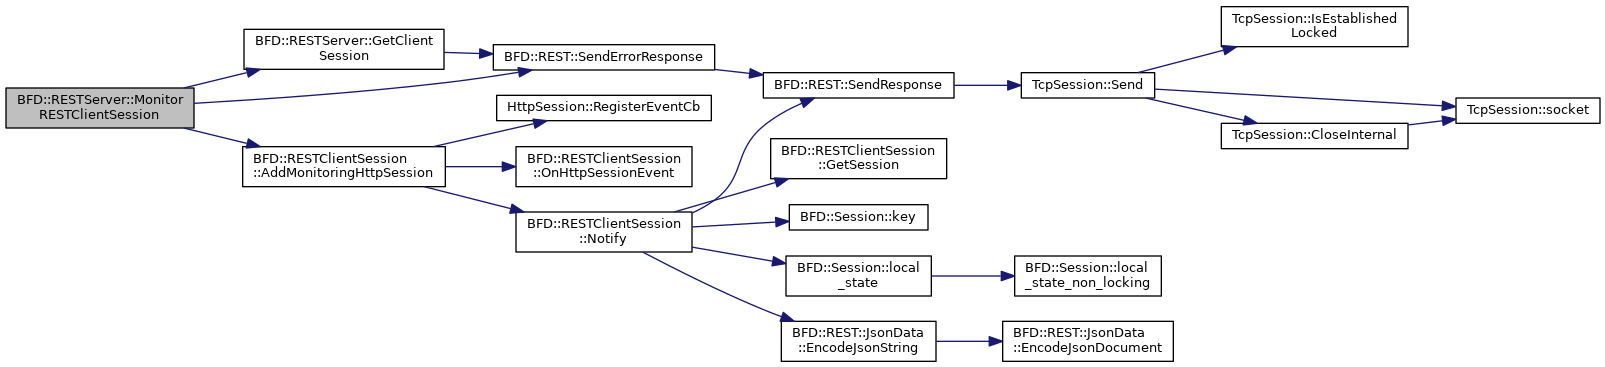 BFD::RESTServer::Monitor
RESTClientSession
BFD::RESTServer::GetClient
Session
BFD::REST::SendErrorResponse
BFD::RESTClientSession
::AddMonitoringHttpSession
HttpSession::RegisterEventCb
BFD::RESTClientSession
::OnHttpSessionEvent
BFD::RESTClientSession
::Notify
BFD::REST::SendResponse
BFD::RESTClientSession
::GetSession
BFD::Session::key
BFD::Session::local
_state
BFD::REST::JsonData
::EncodeJsonString
TcpSession::Send
BFD::Session::local
_state_non_locking
BFD::REST::JsonData
::EncodeJsonDocument
TcpSession::IsEstablished
Locked
TcpSession::CloseInternal
TcpSession::socket